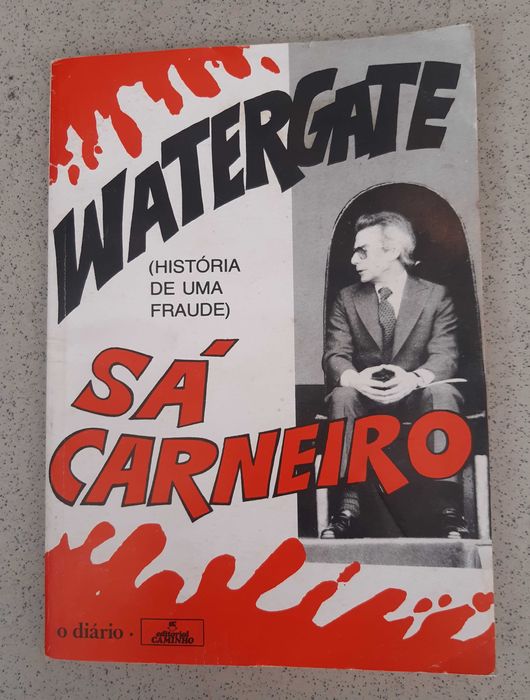 WATERGATE
(HISTÓRIA
DE UMA
FRAUDE)
SÁ
CARNEIRO
o diário .
editorial
CAMINHO